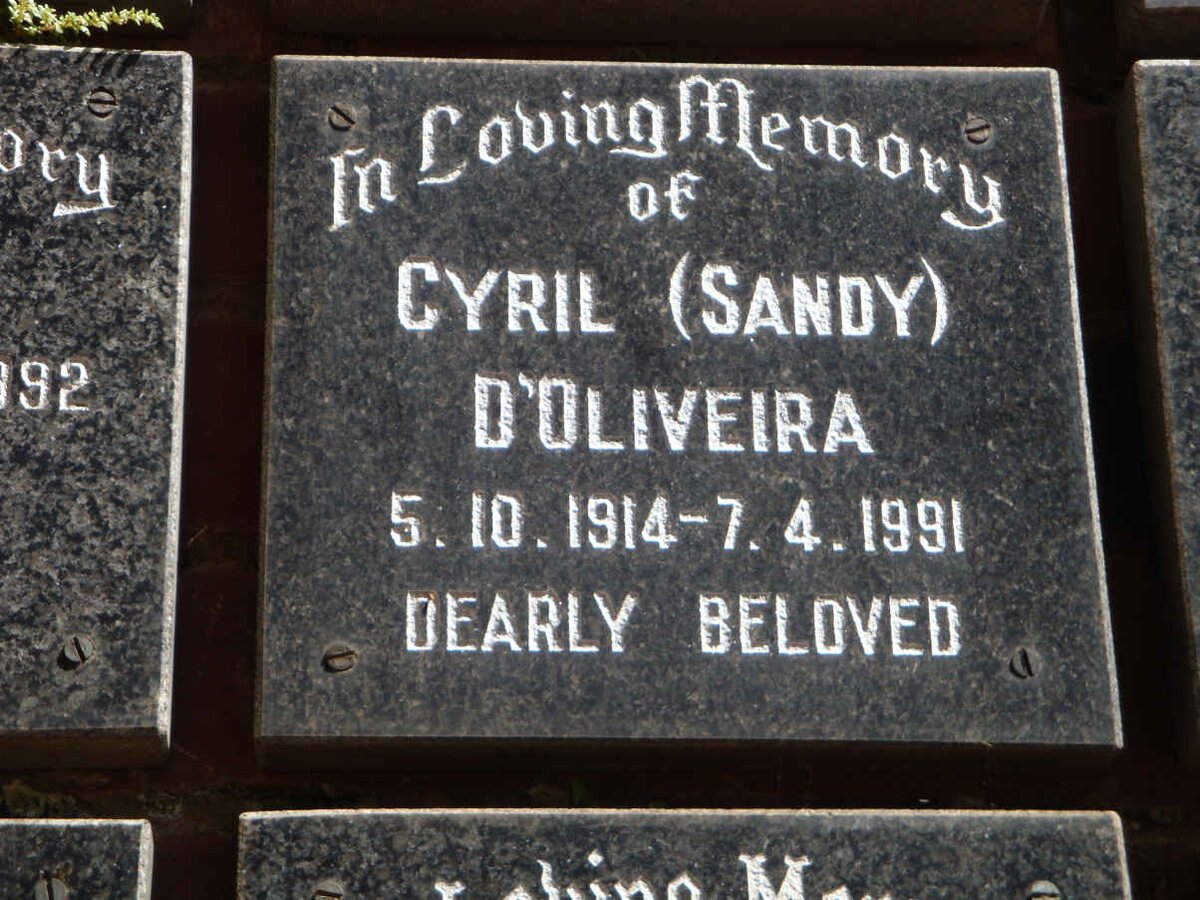 In Loving Memory
of
CYRIL (SANDY)
D'OLIVEIRA
5.10.1914-7.4.1991
DEARLY BELOVED